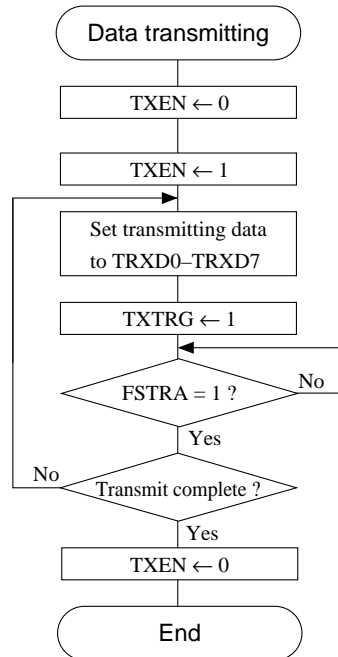 Data transmitting
TXEN ← 0
TXEN ← 1
Set transmitting data
to TRXD0–TRXD7
TXTRG ← 1
FSTRA = 1 ?
No
Yes
No
Transmit complete ?
Yes
TXEN ← 0
End